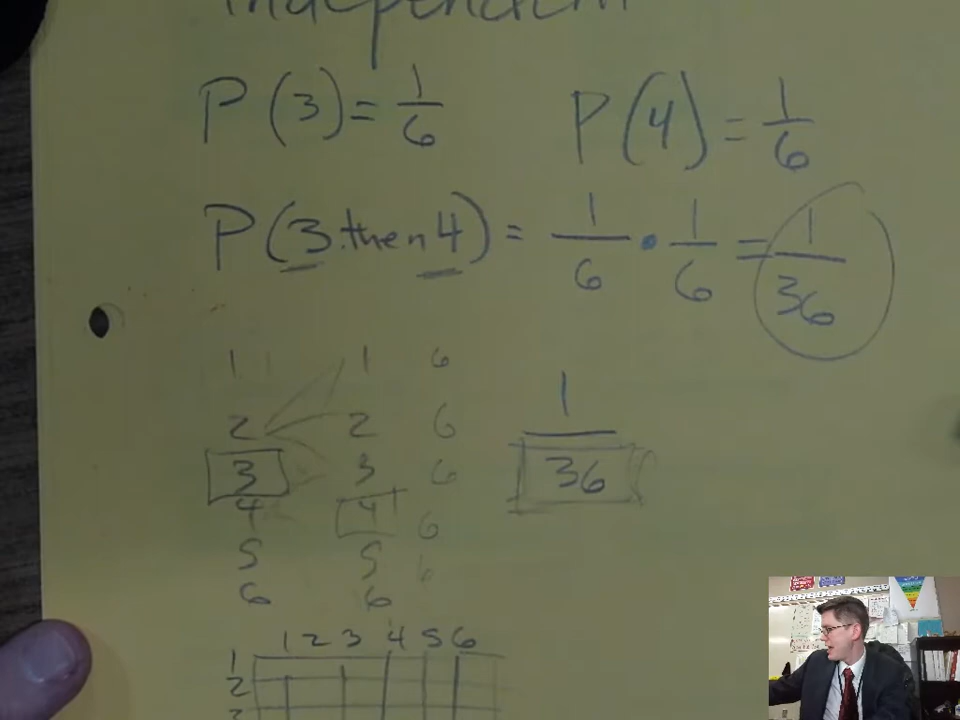 Independent
P(3) = 1/6 P(4) = 1/6
P(3 then 4) = 1/6 • 1/6 = 1/36
1 1 6
2 2 6
3 3 6
4 4 6
5 5 6
6 6
1/36
1 2 3 4 5 6
1
2
3